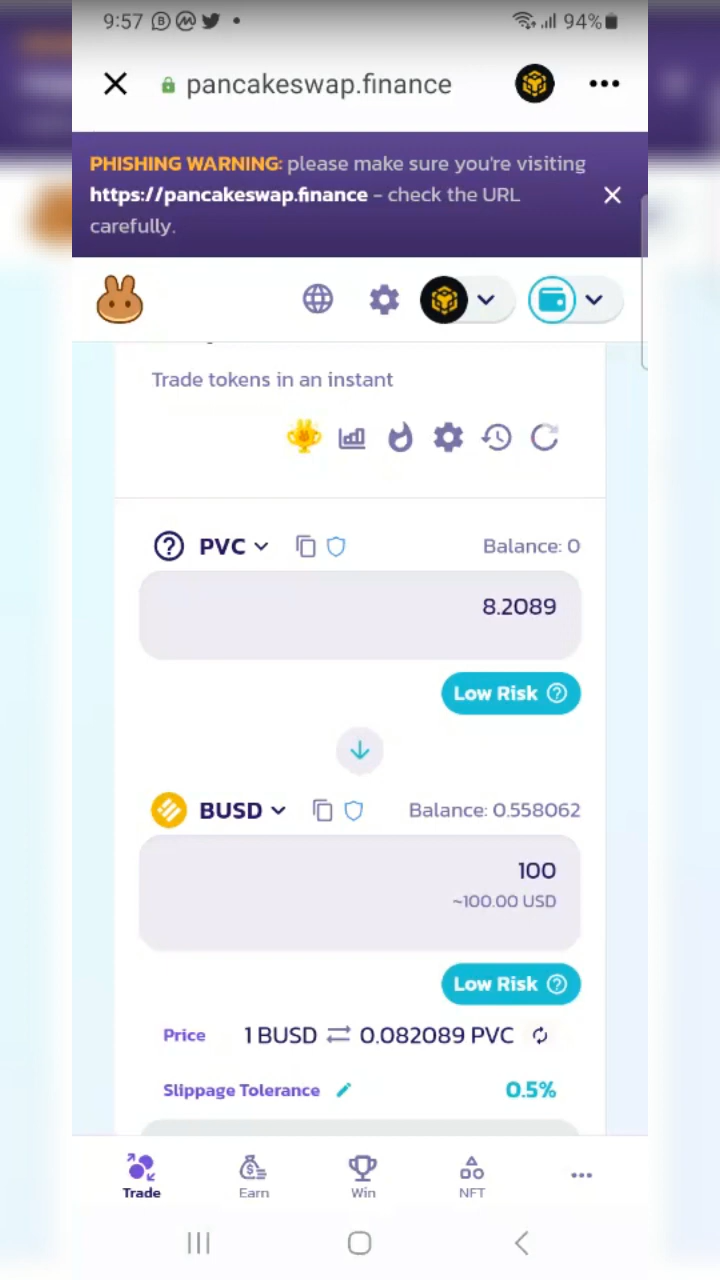 9:57 94%
pancakeswap.finance
PHISHING WARNING: please make sure you're visiting
https://pancakeswap.finance - check the URL
carefully.
Trade tokens in an instant
PVC Balance: 0
8.2089
Low Risk
BUSD Balance: 0.558062
100
~100.00 USD
Low Risk
Price 1 BUSD ⇄ 0.082089 PVC
Slippage Tolerance 0.5%
Trade Earn Win NFT